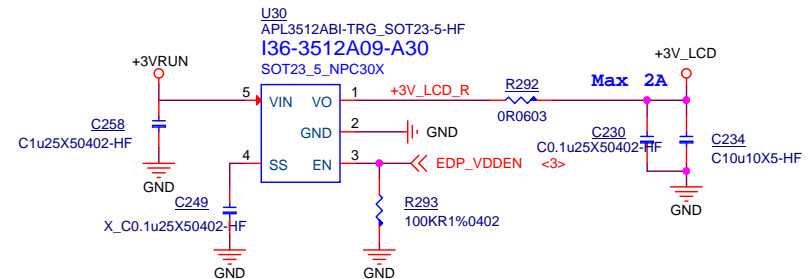 U30
APL3512ABI-TRG_SOT23-5-HF
I36-3512A09-A30
SOT23_5_NPC30X
+3VRUN
+3V_LCD
5 VIN VO 1
+3V_LCD_R
R292
0R0603
Max 2A
C258
C1u25X50402-HF
GND 2 GND
C230
C0.1u25X50402-HF
C234
C10u10X5-HF
4 SS EN 3
EDP_VDDEN <3>
GND
C249
X_C0.1u25X50402-HF
R293
100KR1%0402
GND
GND
GND